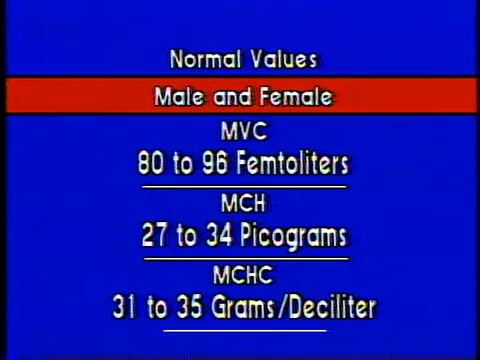 Normal Values
Male and Female
MVC
80 to 96 Femtoliters
MCH
27 to 34 Picograms
MCHC
31 to 35 Grams/Deciliter